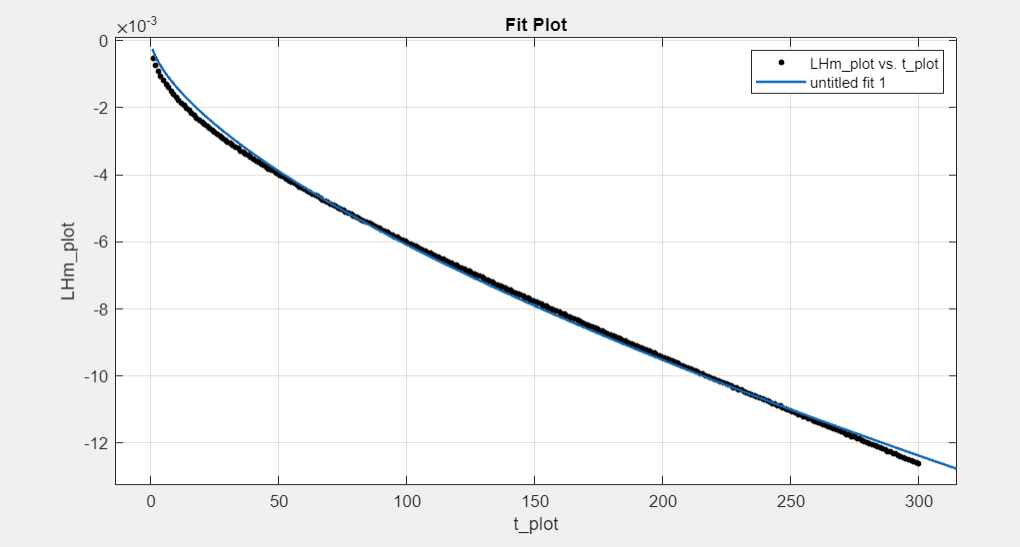 Fit Plot
×10-3
LHm_plot vs. t_plot
untitled fit 1
0
-2
-4
-6
-8
-10
-12
LHm_plot
0 50 100 150 200 250 300
t_plot